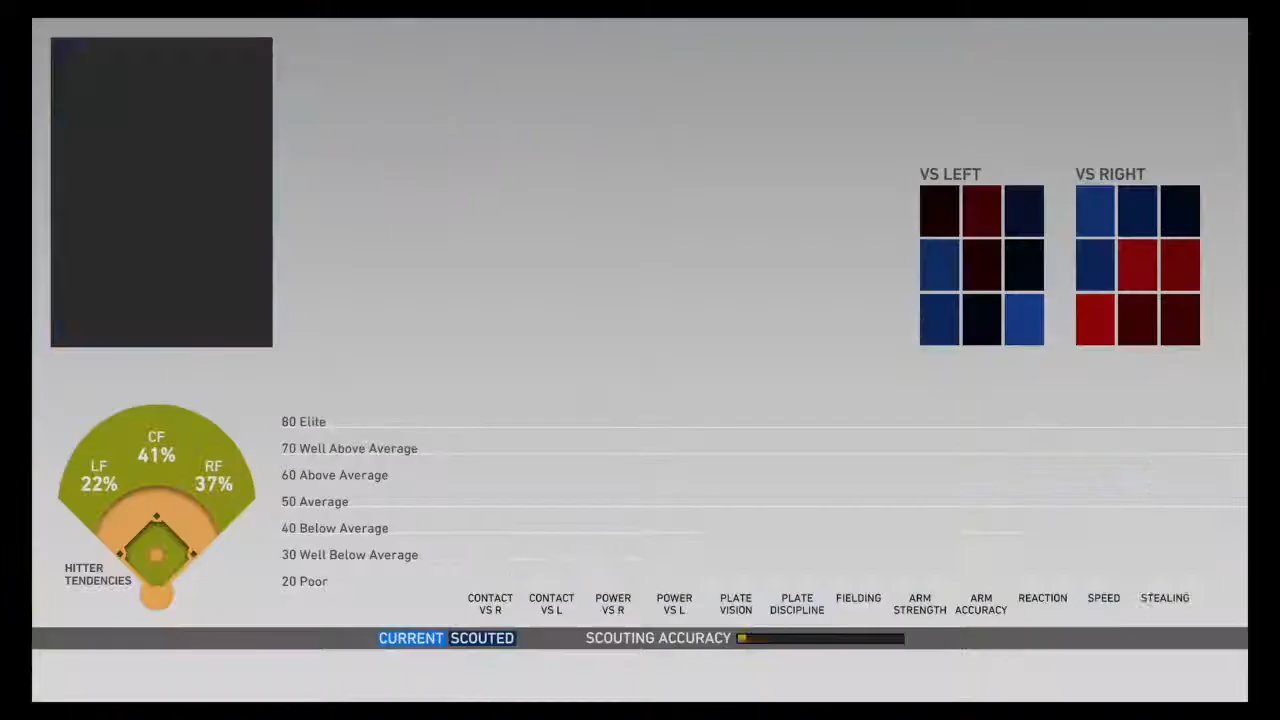 VS LEFT
VS RIGHT
CF
41%
LF
22%
RF
37%
HITTER
TENDENCIES
80 Elite
70 Well Above Average
60 Above Average
50 Average
40 Below Average
30 Well Below Average
20 Poor
CONTACT VS R
CONTACT VS L
POWER VS R
POWER VS L
PLATE VISION
PLATE DISCIPLINE
FIELDING
ARM STRENGTH
ARM ACCURACY
REACTION
SPEED
STEALING
CURRENT SCOUTED
SCOUTING ACCURACY